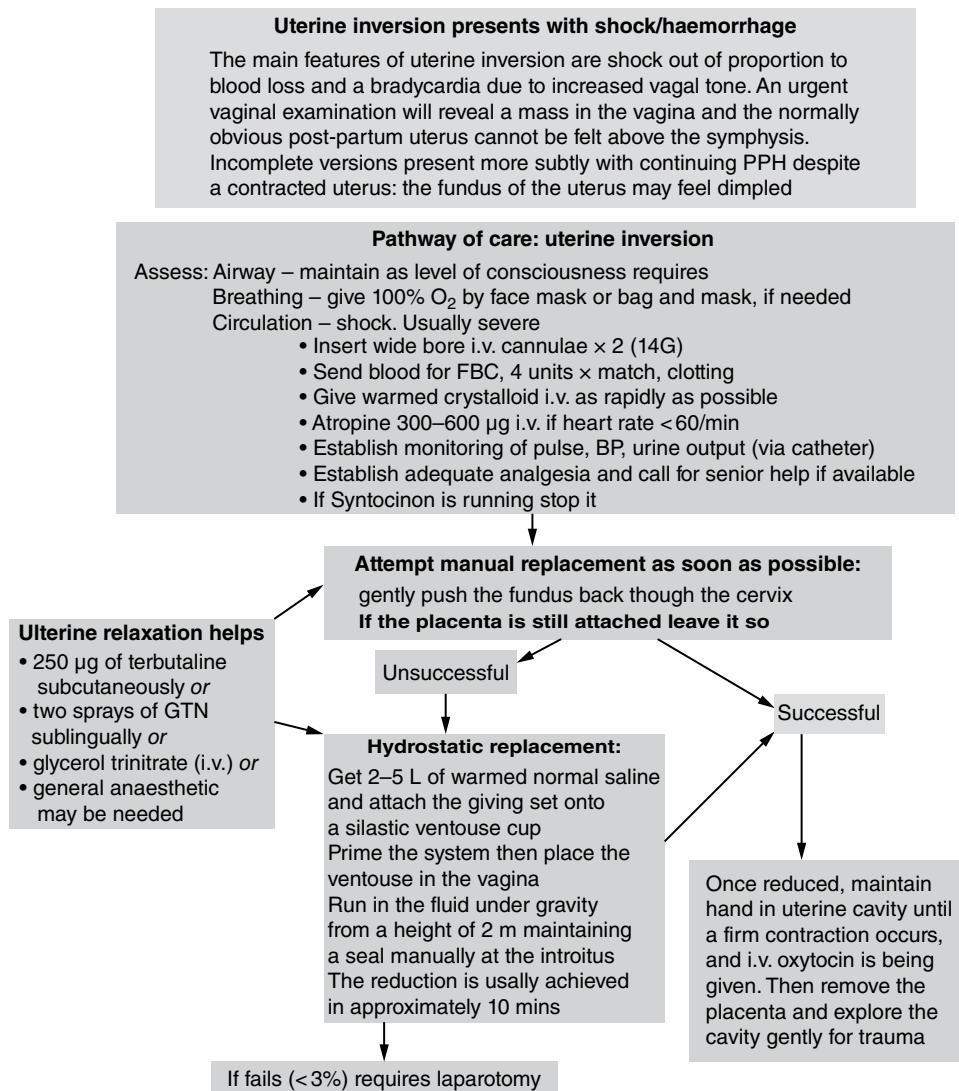 Uterine inversion presents with shock/haemorrhage
The main features of uterine inversion are shock out of proportion to
blood loss and a bradycardia due to increased vagal tone. An urgent
vaginal examination will reveal a mass in the vagina and the normally
obvious post-partum uterus cannot be felt above the symphysis.
Incomplete versions present more subtly with continuing PPH despite
a contracted uterus: the fundus of the uterus may feel dimpled
Pathway of care: uterine inversion
Assess: Airway – maintain as level of consciousness requires
Breathing – give 100% O₂ by face mask or bag and mask, if needed
Circulation – shock. Usually severe
• Insert wide bore i.v. cannulae × 2 (14G)
• Send blood for FBC, 4 units × match, clotting
• Give warmed crystalloid i.v. as rapidly as possible
• Atropine 300–600 µg i.v. if heart rate <60/min
• Establish monitoring of pulse, BP, urine output (via catheter)
• Establish adequate analgesia and call for senior help if available
• If Syntocinon is running stop it
Attempt manual replacement as soon as possible:
gently push the fundus back though the cervix
If the placenta is still attached leave it so
Ulterine relaxation helps
• 250 µg of terbutaline
subcutaneously or
• two sprays of GTN
sublingually or
• glycerol trinitrate (i.v.) or
• general anaesthetic
may be needed
Unsuccessful
Successful
Hydrostatic replacement:
Get 2–5 L of warmed normal saline
and attach the giving set onto
a silastic ventouse cup
Prime the system then place the
ventouse in the vagina
Run in the fluid under gravity
from a height of 2 m maintaining
a seal manually at the introitus
The reduction is usally achieved
in approximately 10 mins
Once reduced, maintain
hand in uterine cavity until
a firm contraction occurs,
and i.v. oxytocin is being
given. Then remove the
placenta and explore the
cavity gently for trauma
If fails (<3%) requires laparotomy